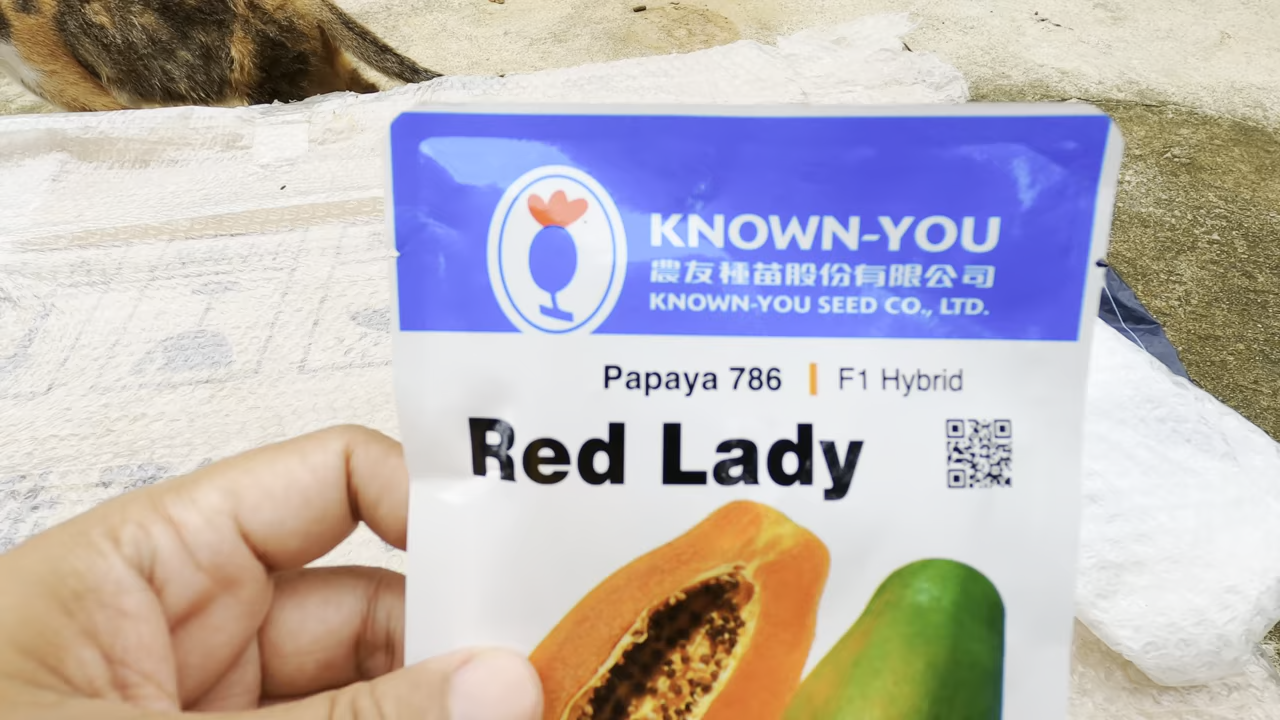 KNOWN-YOU
農友種苗股份有限公司
KNOWN-YOU SEED CO., LTD.
Papaya 786 | F1 Hybrid
Red Lady